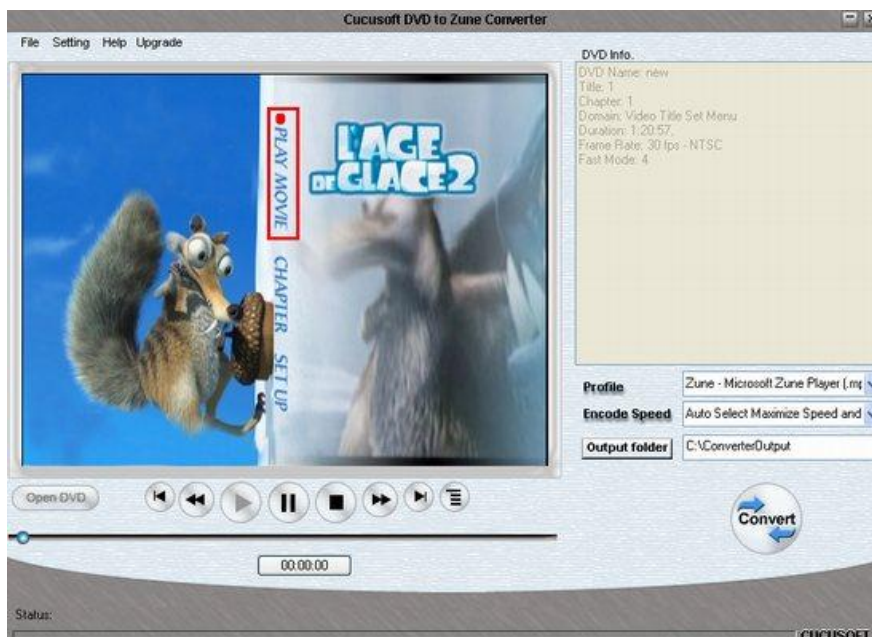 Cucusoft DVD to Zune Converter
File Setting Help Upgrade
DVD Info.
DVD Name: new
Title: 1
Chapter: 1
Domain: Video Title Set Menu
Duration: 1:20:57,
Frame Rate: 30 fps - NTSC
Fast Mode: 4
L'AGE
DE GLACE 2
PLAY MOVIE
CHAPTER
SET UP
Profile
Zune - Microsoft Zune Player (.mp
Encode Speed
Auto Select Maximize Speed and
Output folder
C:\ConverterOutput
Open DVD
Convert
00:00:00
Status:
CUCUSOFT